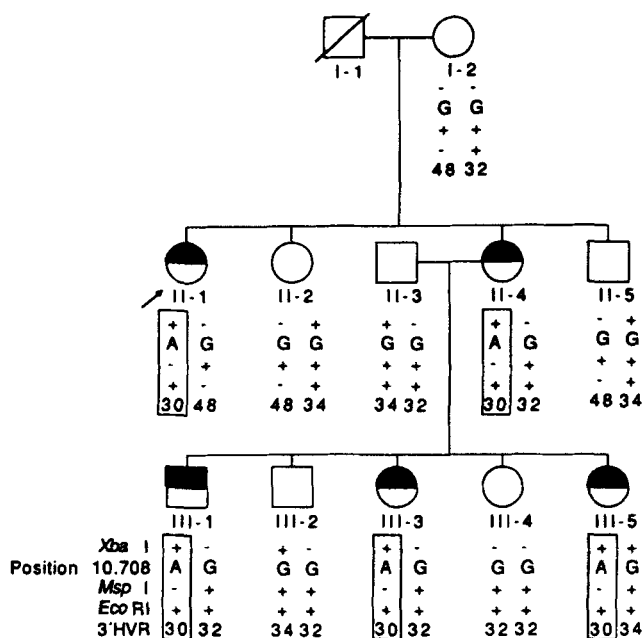 I-1 I-2
- -
G G
+ +
- +
48 32
II-1 II-2 II-3 II-4 II-5
+ - - + + - + - - +
A G G G G G A G G G
- + + + + + - + + +
+ - - + + + + + - +
30 48 48 34 34 32 30 32 48 34
III-1 III-2 III-3 III-4 III-5
Xba I + - + - + - - - + +
Position 10.708 A G G G A G G G A G
Msp I - + + + - + + + - +
Eco RI + + + + + + + + + +
3'HVR 30 32 34 32 30 32 32 32 30 34